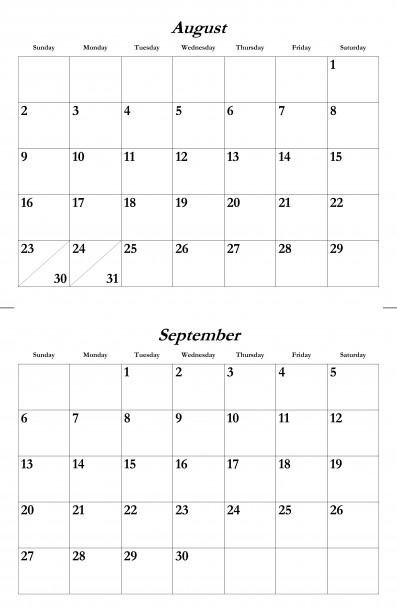 August
Sunday Monday Tuesday Wednesday Thursday Friday Saturday
1
2 3 4 5 6 7 8
9 10 11 12 13 14 15
16 17 18 19 20 21 22
23 24 25 26 27 28 29
30 31
September
Sunday Monday Tuesday Wednesday Thursday Friday Saturday
1 2 3 4 5
6 7 8 9 10 11 12
13 14 15 16 17 18 19
20 21 22 23 24 25 26
27 28 29 30